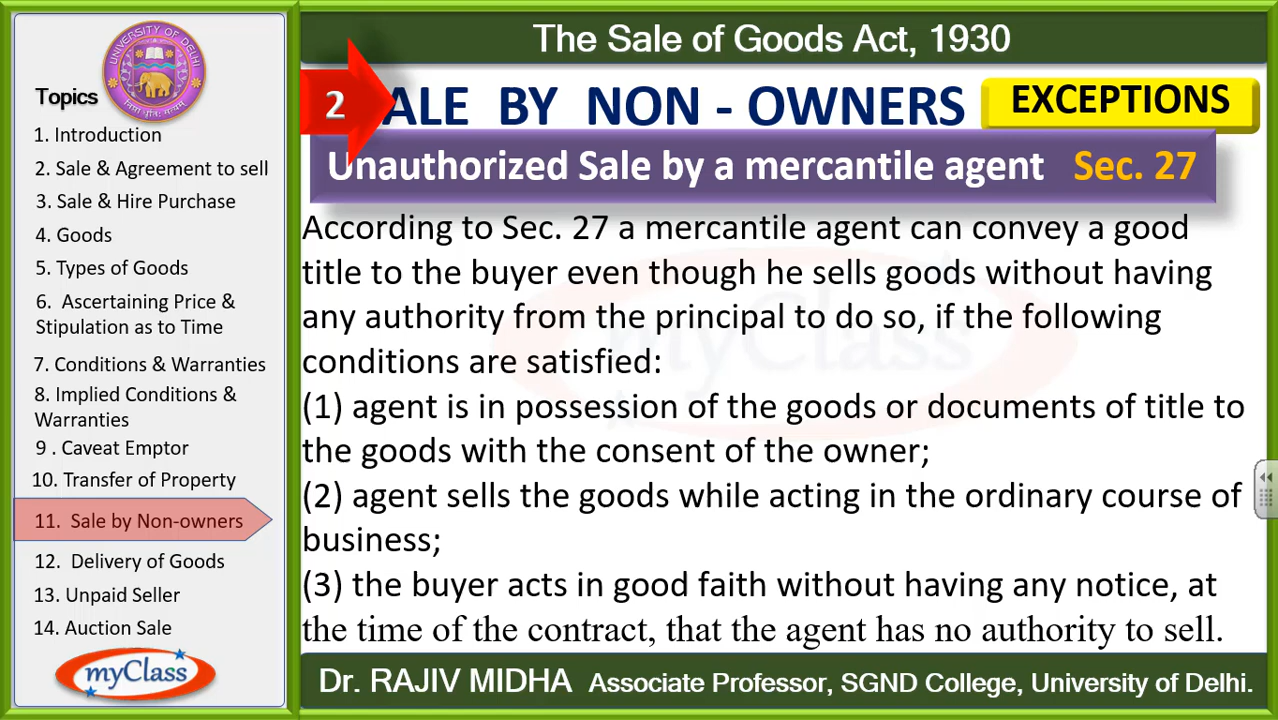 The Sale of Goods Act, 1930
2
ALE BY NON - OWNERS
EXCEPTIONS
Unauthorized Sale by a mercantile agent Sec. 27
According to Sec. 27 a mercantile agent can convey a good
title to the buyer even though he sells goods without having
any authority from the principal to do so, if the following
conditions are satisfied:
(1) agent is in possession of the goods or documents of title to
the goods with the consent of the owner;
(2) agent sells the goods while acting in the ordinary course of
business;
(3) the buyer acts in good faith without having any notice, at
the time of the contract, that the agent has no authority to sell.
myClass
UNIVERSITY OF DELHI
Topics
1. Introduction
2. Sale & Agreement to sell
3. Sale & Hire Purchase
4. Goods
5. Types of Goods
6. Ascertaining Price &
Stipulation as to Time
7. Conditions & Warranties
8. Implied Conditions &
Warranties
9 . Caveat Emptor
10. Transfer of Property
11. Sale by Non-owners
12. Delivery of Goods
13. Unpaid Seller
14. Auction Sale
myClass
Dr. RAJIV MIDHA Associate Professor, SGND College, University of Delhi.